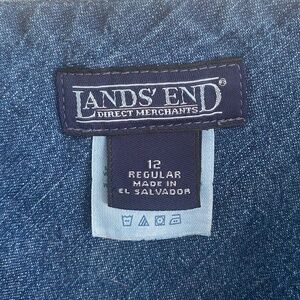 LANDS' END®
DIRECT MERCHANTS
12
REGULAR
MADE IN
EL SALVADOR